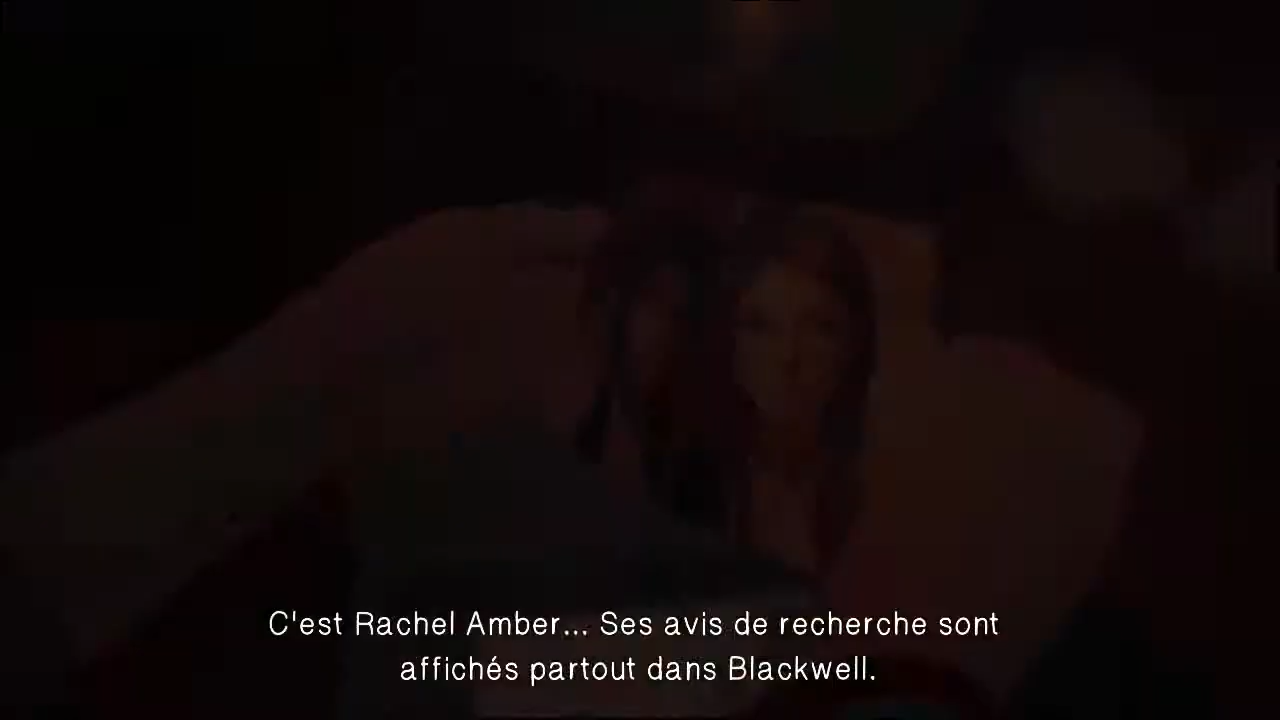 C'est Rachel Amber... Ses avis de recherche sont
affichés partout dans Blackwell.